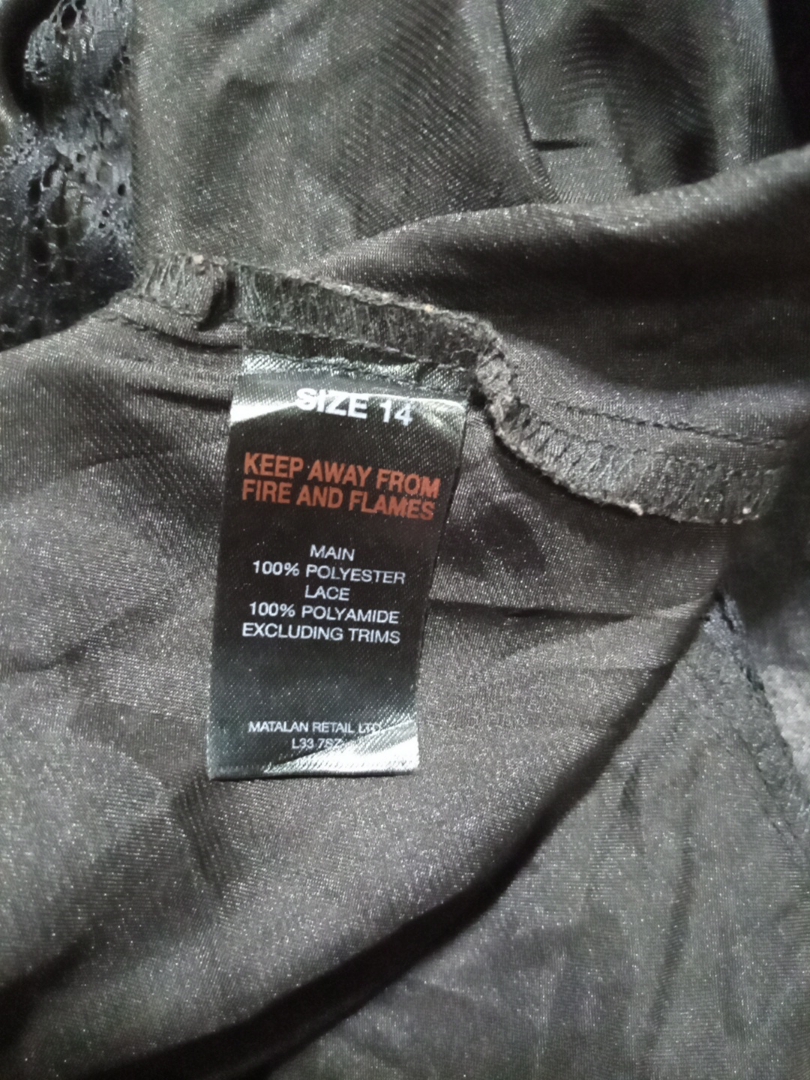 SIZE 14
KEEP AWAY FROM
FIRE AND FLAMES
MAIN
100% POLYESTER
LACE
100% POLYAMIDE
EXCLUDING TRIMS
MATALAN RETAIL LTD
L33